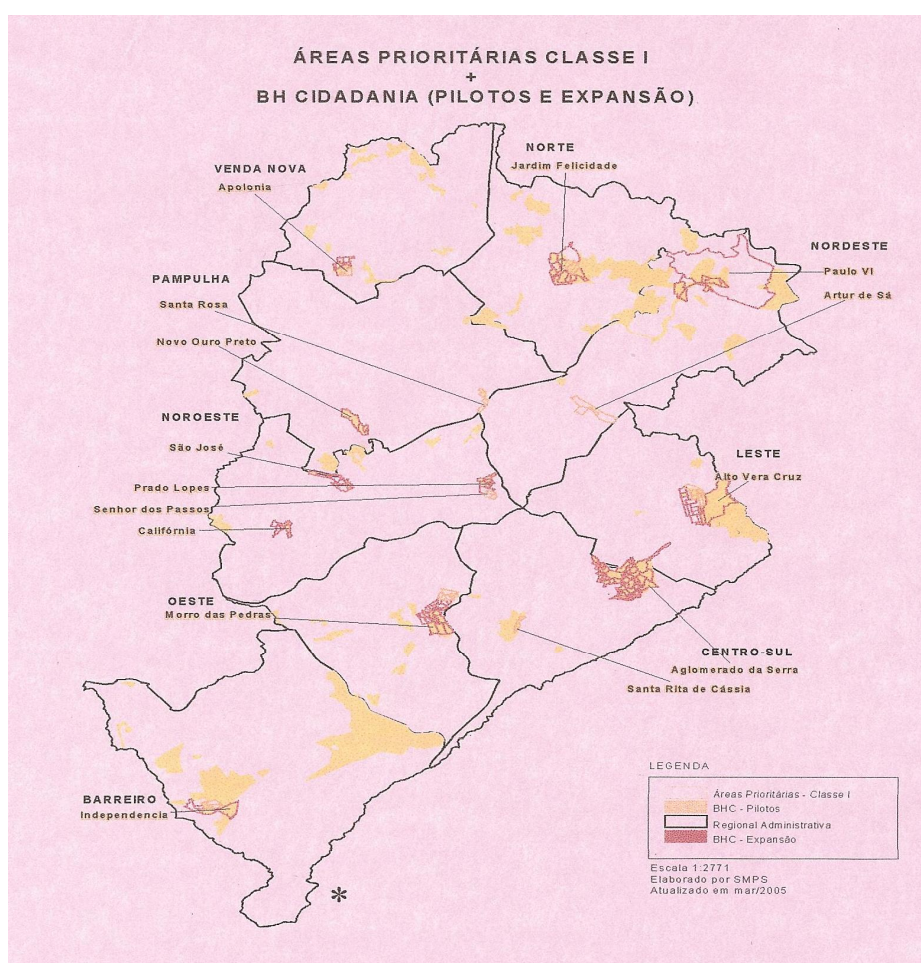 ÁREAS PRIORITÁRIAS CLASSE I
+
BH CIDADANIA (PILOTOS E EXPANSÃO)
NORTE
Jardim Felicidade
VENDA NOVA
Apolonia
NORDESTE
Paulo VI
Artur de Sá
PAMPULHA
Santa Rosa
Novo Ouro Preto
NOROESTE
São José
Prado Lopes
Senhor dos Passos
Califórnia
LESTE
Alto Vera Cruz
OESTE
Morro das Pedras
CENTRO SUL
Aglomerado da Serra
Santa Rita de Cássia
BARREIRO
Independencia
*
LEGENDA
Áreas Prioritárias - Classe I
BHC - Pilotos
Regional Administrativa
BHC - Expansão
Escala 1:2771
Elaborado por SMPS
Atualizado em mar/2005